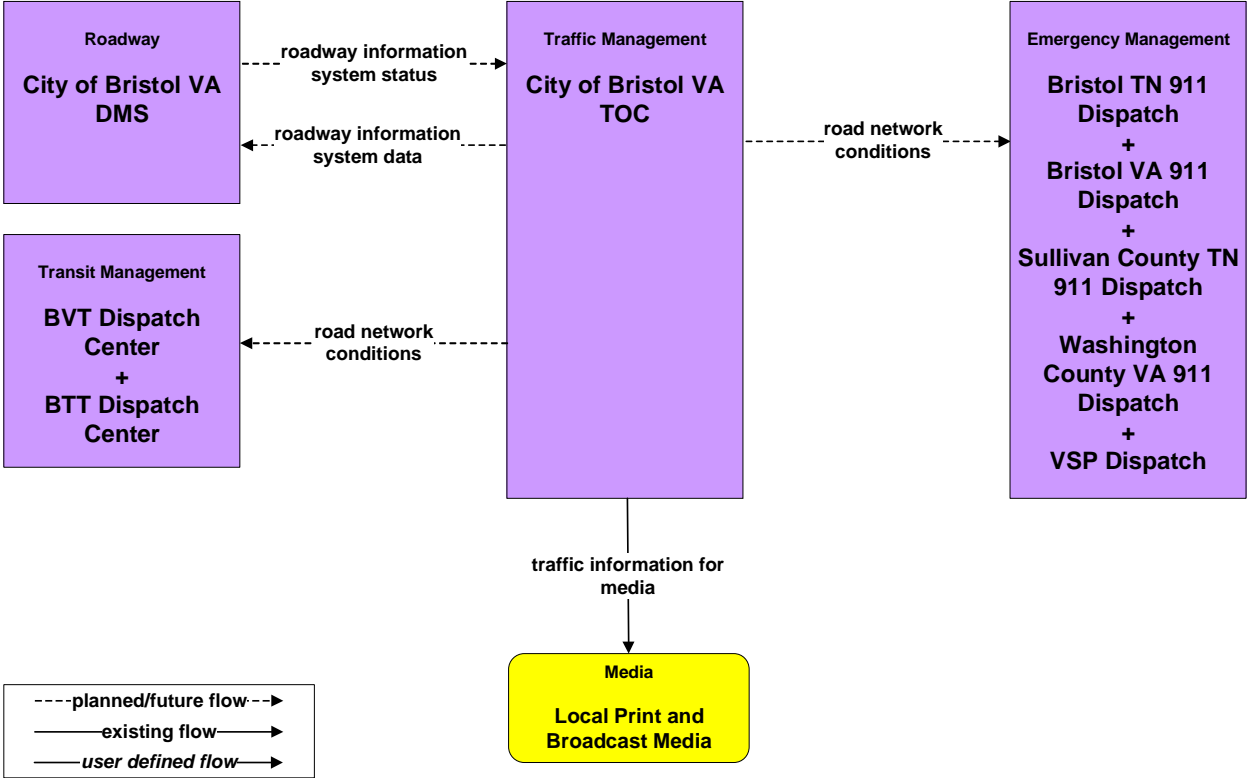 Roadway
City of Bristol VA
DMS
roadway information
system status
roadway information
system data
Traffic Management
City of Bristol VA
TOC
road network
conditions
Emergency Management
Bristol TN 911
Dispatch
+
Bristol VA 911
Dispatch
+
Sullivan County TN
911 Dispatch
+
Washington
County VA 911
Dispatch
+
VSP Dispatch
Transit Management
BVT Dispatch
Center
+
BTT Dispatch
Center
road network
conditions
traffic information for
media
Media
Local Print and
Broadcast Media
planned/future flow
existing flow
user defined flow